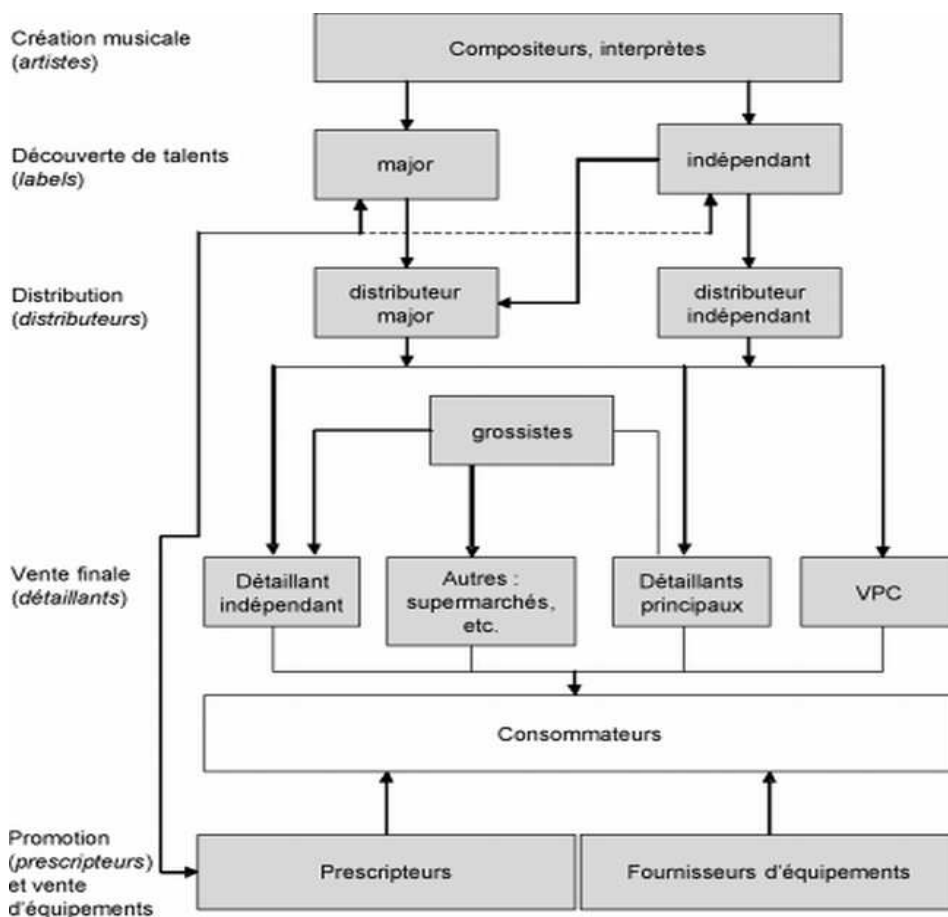 Création musicale
(artistes)
Compositeurs, interprètes
Découverte de talents
(labels)
major
indépendant
Distribution
(distributeurs)
distributeur
major
distributeur
indépendant
grossistes
Vente finale
(détaillants)
Détaillant
indépendant
Autres :
supermarchés,
etc.
Détaillants
principaux
VPC
Consommateurs
Promotion
(prescripteurs)
et vente
d'équipements
Prescripteurs
Fournisseurs d'équipements